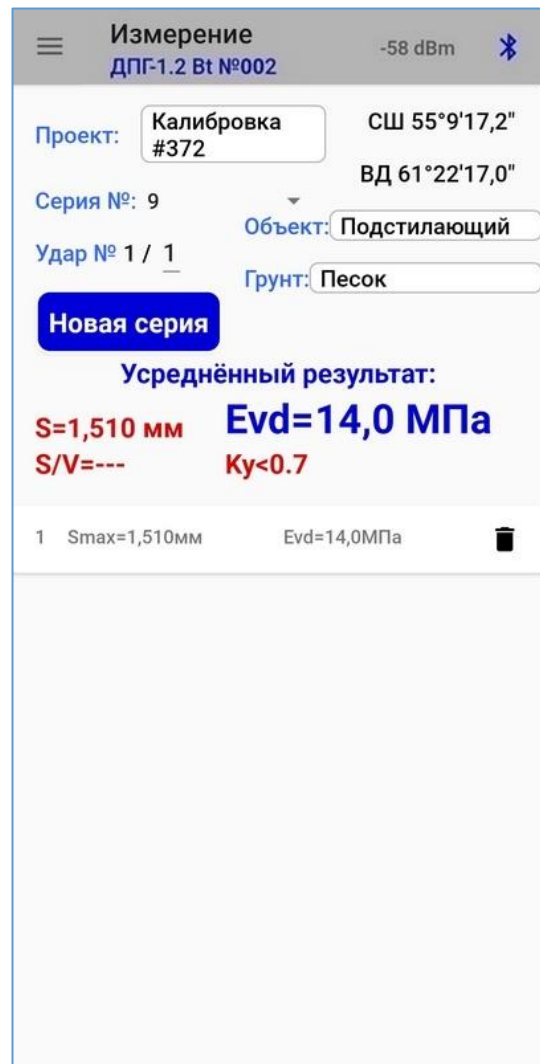 Измерение
ДПГ-1.2 Bt №002
-58 dBm
Проект:
Калибровка
#372
СШ 55°9'17,2"
ВД 61°22'17,0"
Серия №: 9
Объект: Подстилающий
Удар № 1 / 1
Грунт: Песок
Новая серия
Усреднённый результат:
S=1,510 мм
Evd=14,0 МПа
S/V=---
Ky<0.7
1 Smax=1,510мм Evd=14,0МПа